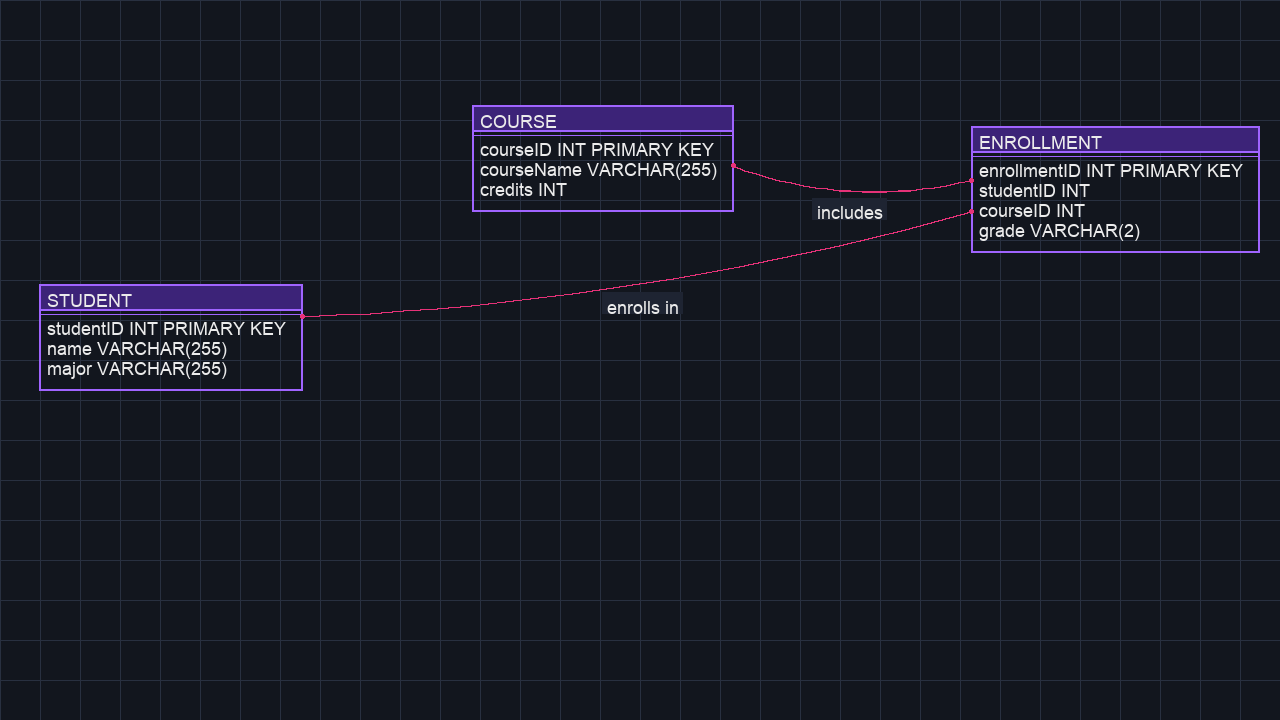 COURSE
courseID INT PRIMARY KEY
courseName VARCHAR(255)
credits INT
ENROLLMENT
enrollmentID INT PRIMARY KEY
studentID INT
courseID INT
grade VARCHAR(2)
includes
STUDENT
studentID INT PRIMARY KEY
name VARCHAR(255)
major VARCHAR(255)
enrolls in